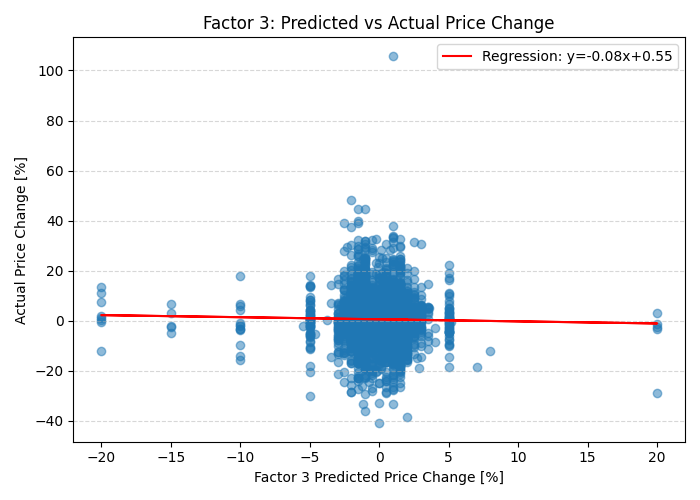 Factor 3: Predicted vs Actual Price Change
Regression: y=-0.08x+0.55
Actual Price Change [%]
100
80
60
40
20
0
−20
−40
−20 −15 −10 −5 0 5 10 15 20
Factor 3 Predicted Price Change [%]